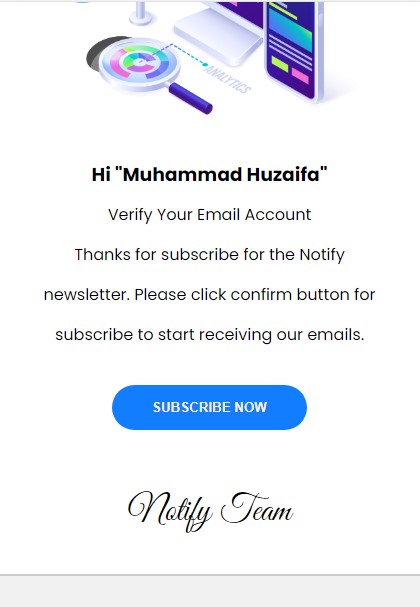 ANALYTICS
Hi "Muhammad Huzaifa"
Verify Your Email Account
Thanks for subscribe for the Notify
newsletter. Please click confirm button for
subscribe to start receiving our emails.
SUBSCRIBE NOW
Notify Team